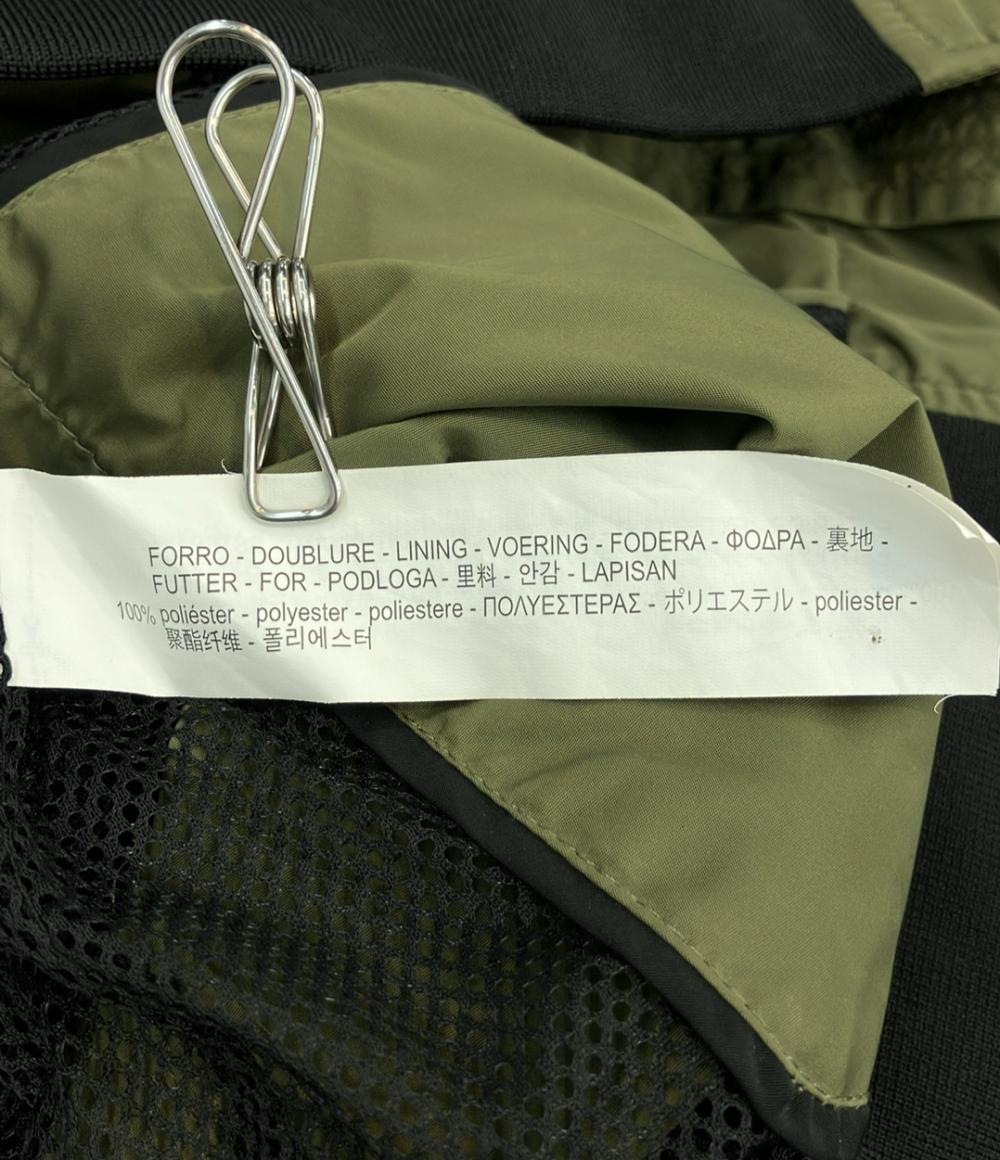 FORRO - DOUBLURE - LINING - VOERING - FODERA - ΦΟΔΡΑ - 裏地 -
FUTTER - FOR - PODLOGA - 里料 - 안감 - LAPISAN
100% poliéster - polyester - poliestere - ΠΟΛΥΕΣΤΕΡΑΣ - ポリエステル - poliester -
聚酯纤维 - 폴리에스터